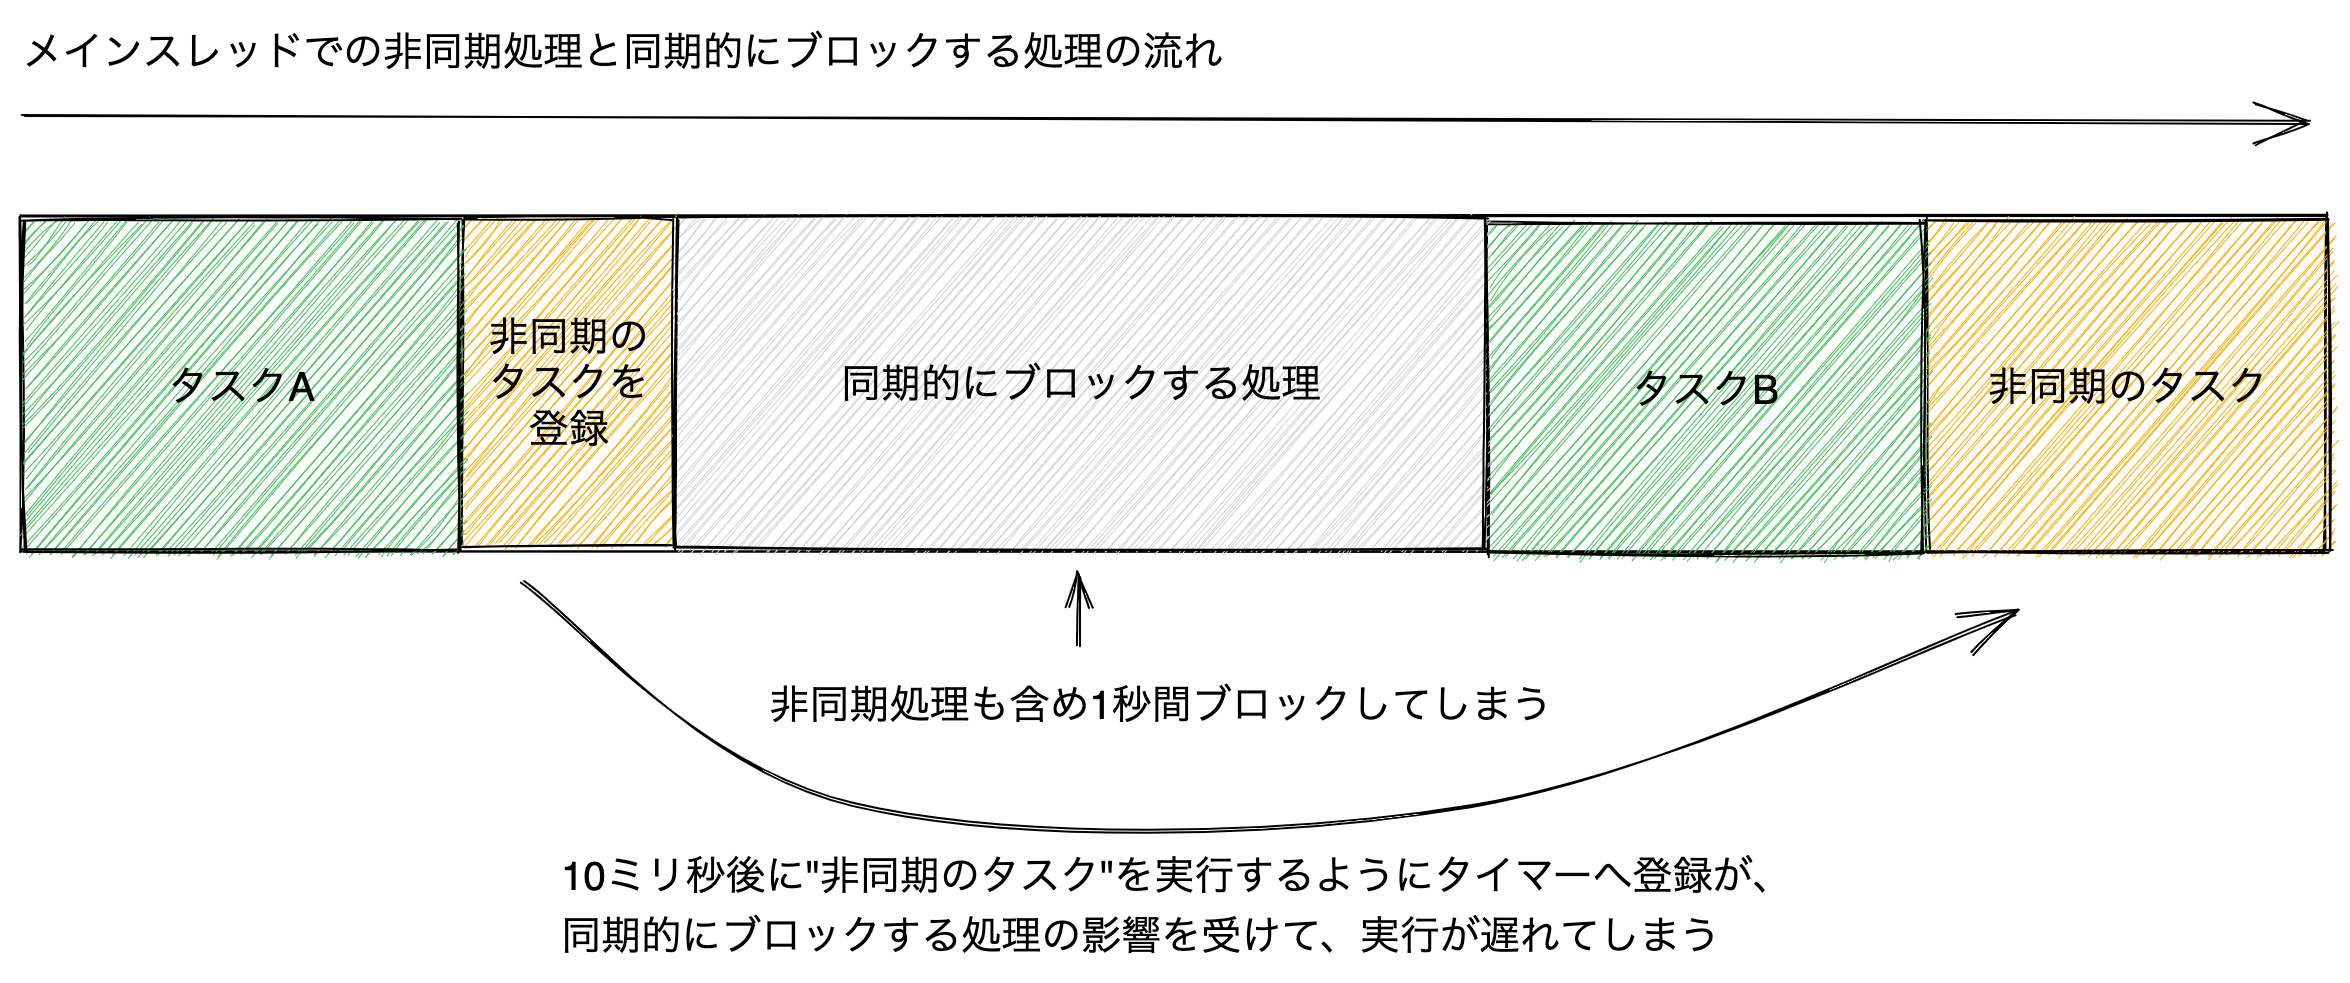 メインスレッドでの非同期処理と同期的にブロックする処理の流れ
タスクA
非同期の
タスクを
登録
同期的にブロックする処理
タスクB
非同期のタスク
非同期処理も含め1秒間ブロックしてしまう
10ミリ秒後に"非同期のタスク"を実行するようにタイマーへ登録が、
同期的にブロックする処理の影響を受けて、実行が遅れてしまう